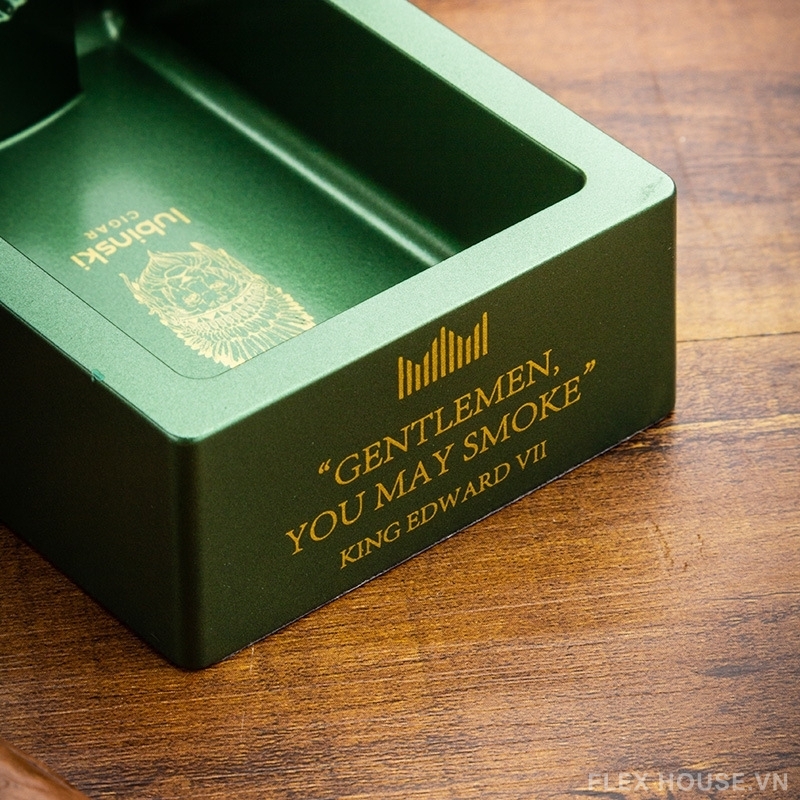 lubinski
CIGAR
“GENTLEMEN,
YOU MAY SMOKE”
KING EDWARD VII
FLEX HOUSE.VN